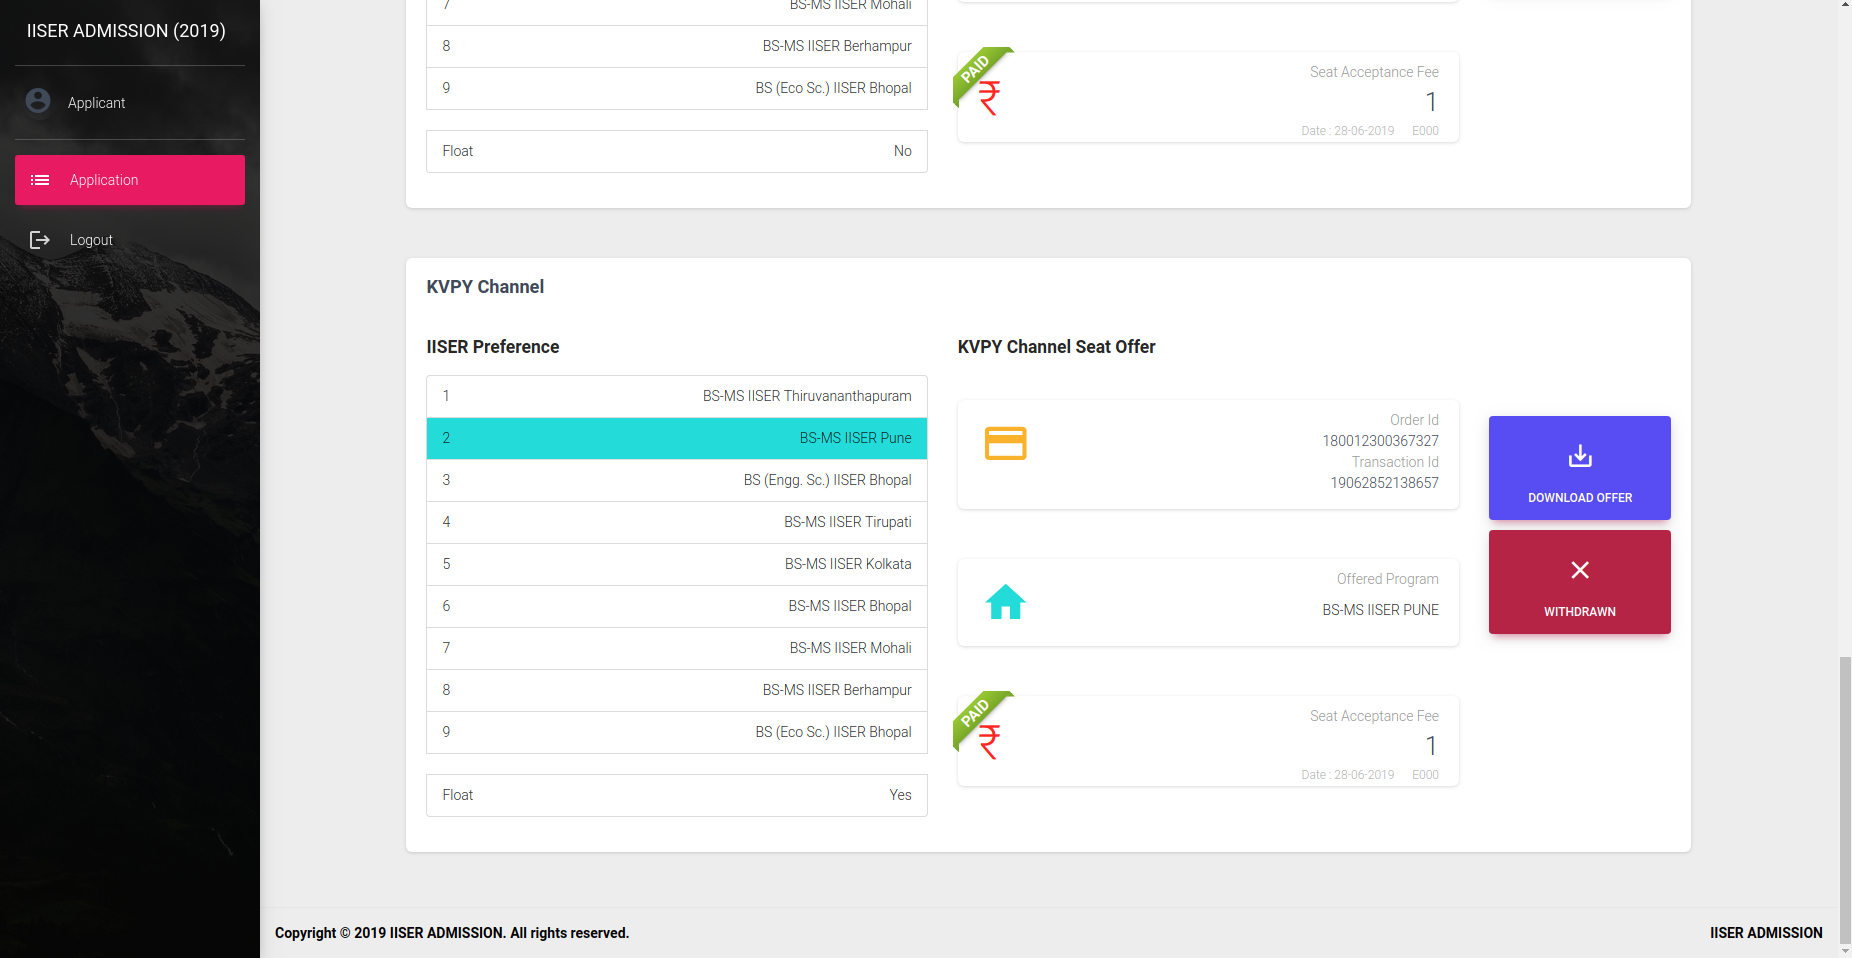 IISER ADMISSION (2019)
Applicant
Application
Logout
7 BS-MS IISER Mohali
8 BS-MS IISER Berhampur
9 BS (Eco Sc.) IISER Bhopal
Float No
PAID
Seat Acceptance Fee
1
Date : 28-06-2019 E000
KVPY Channel
IISER Preference
1 BS-MS IISER Thiruvananthapuram
2 BS-MS IISER Pune
3 BS (Engg. Sc.) IISER Bhopal
4 BS-MS IISER Tirupati
5 BS-MS IISER Kolkata
6 BS-MS IISER Bhopal
7 BS-MS IISER Mohali
8 BS-MS IISER Berhampur
9 BS (Eco Sc.) IISER Bhopal
Float Yes
KVPY Channel Seat Offer
Order Id
180012300367327
Transaction Id
19062852138657
Offered Program
BS-MS IISER PUNE
PAID
Seat Acceptance Fee
1
Date : 28-06-2019 E000
DOWNLOAD OFFER
WITHDRAWN
Copyright © 2019 IISER ADMISSION. All rights reserved.
IISER ADMISSION